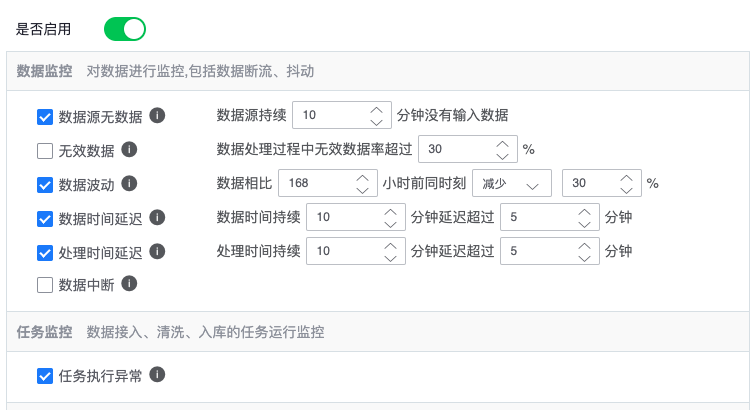 是否启用
数据监控 对数据进行监控,包括数据断流、抖动
数据源无数据 数据源持续 10 分钟没有输入数据
无效数据 数据处理过程中无效数据率超过 30 %
数据波动 数据相比 168 小时前同时刻 减少 30 %
数据时间延迟 数据时间持续 10 分钟延迟超过 5 分钟
处理时间延迟 处理时间持续 10 分钟延迟超过 5 分钟
数据中断
任务监控 数据接入、清洗、入库的任务运行监控
任务执行异常